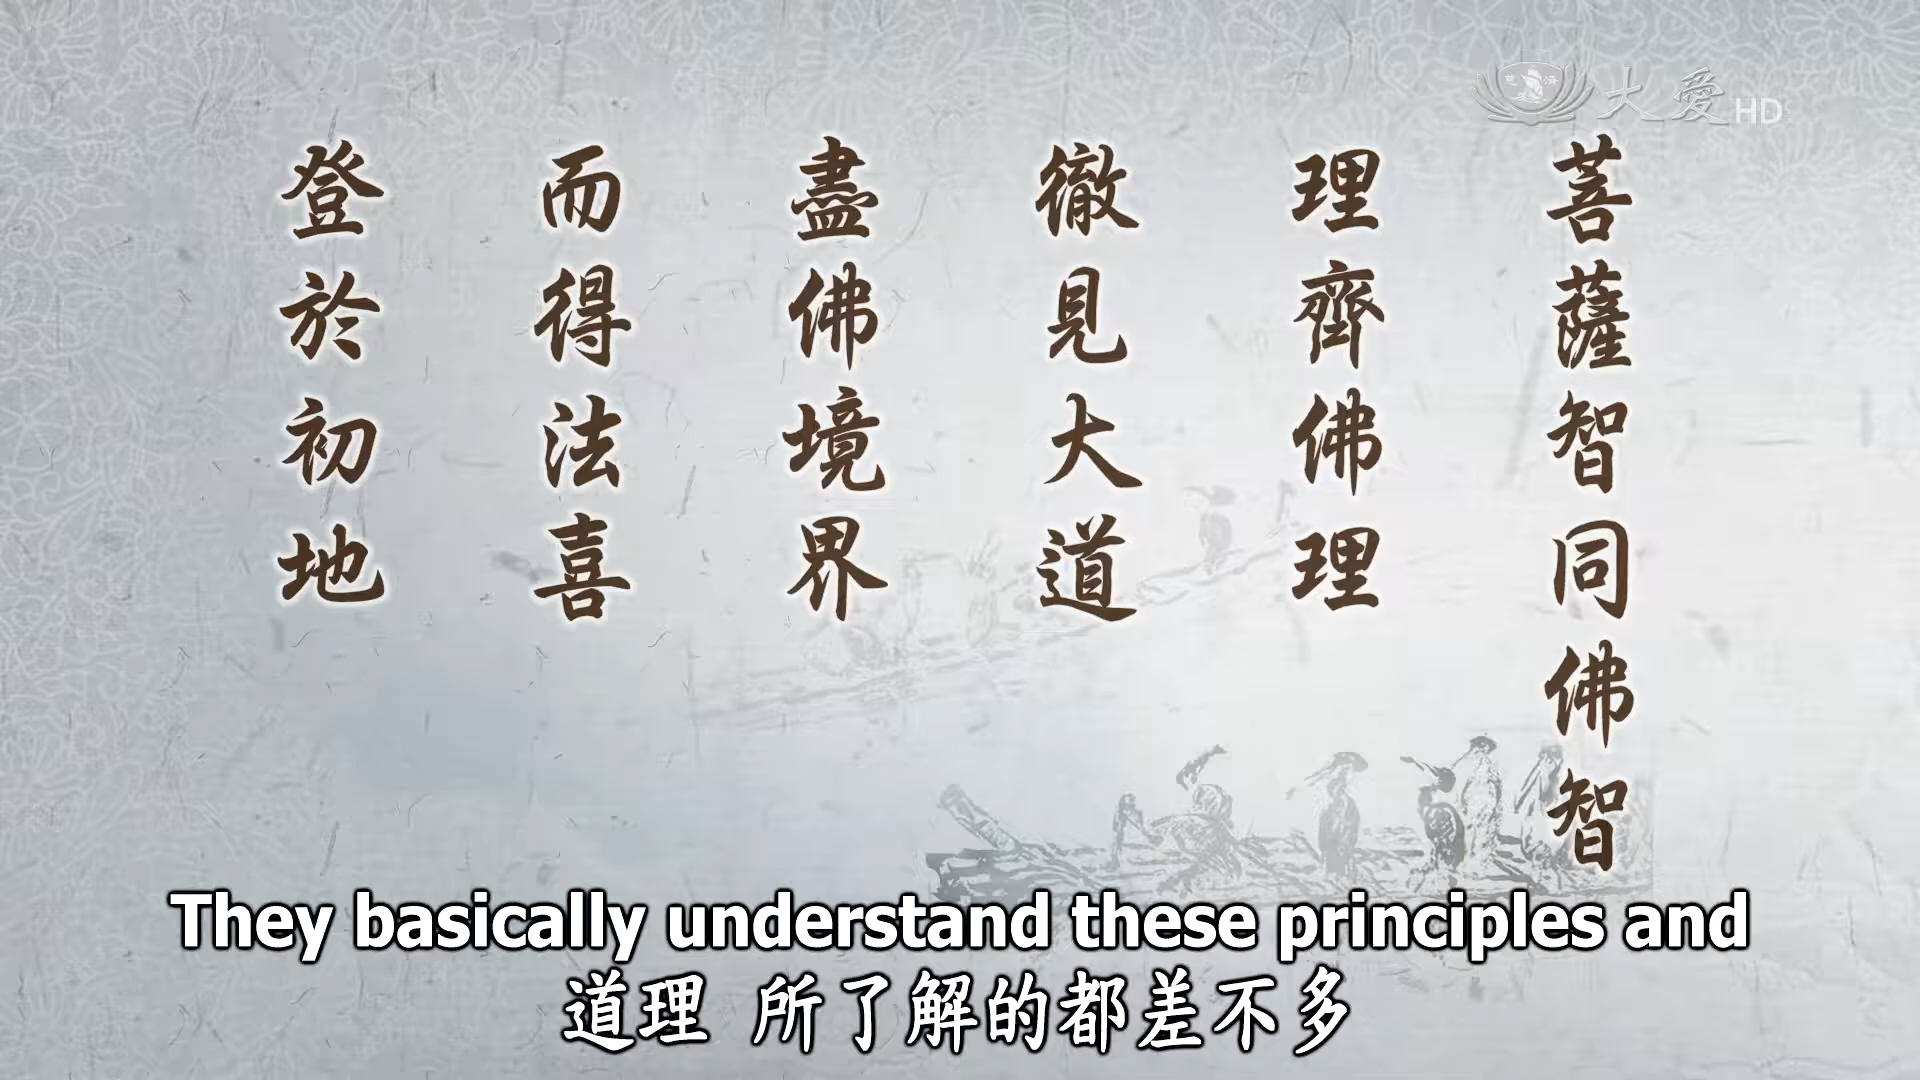 大愛HD
菩薩智同佛智
理齊佛理
徹見大道
盡佛境界
而得法喜
登於初地
They basically understand these principles and
道理 所了解的都差不多